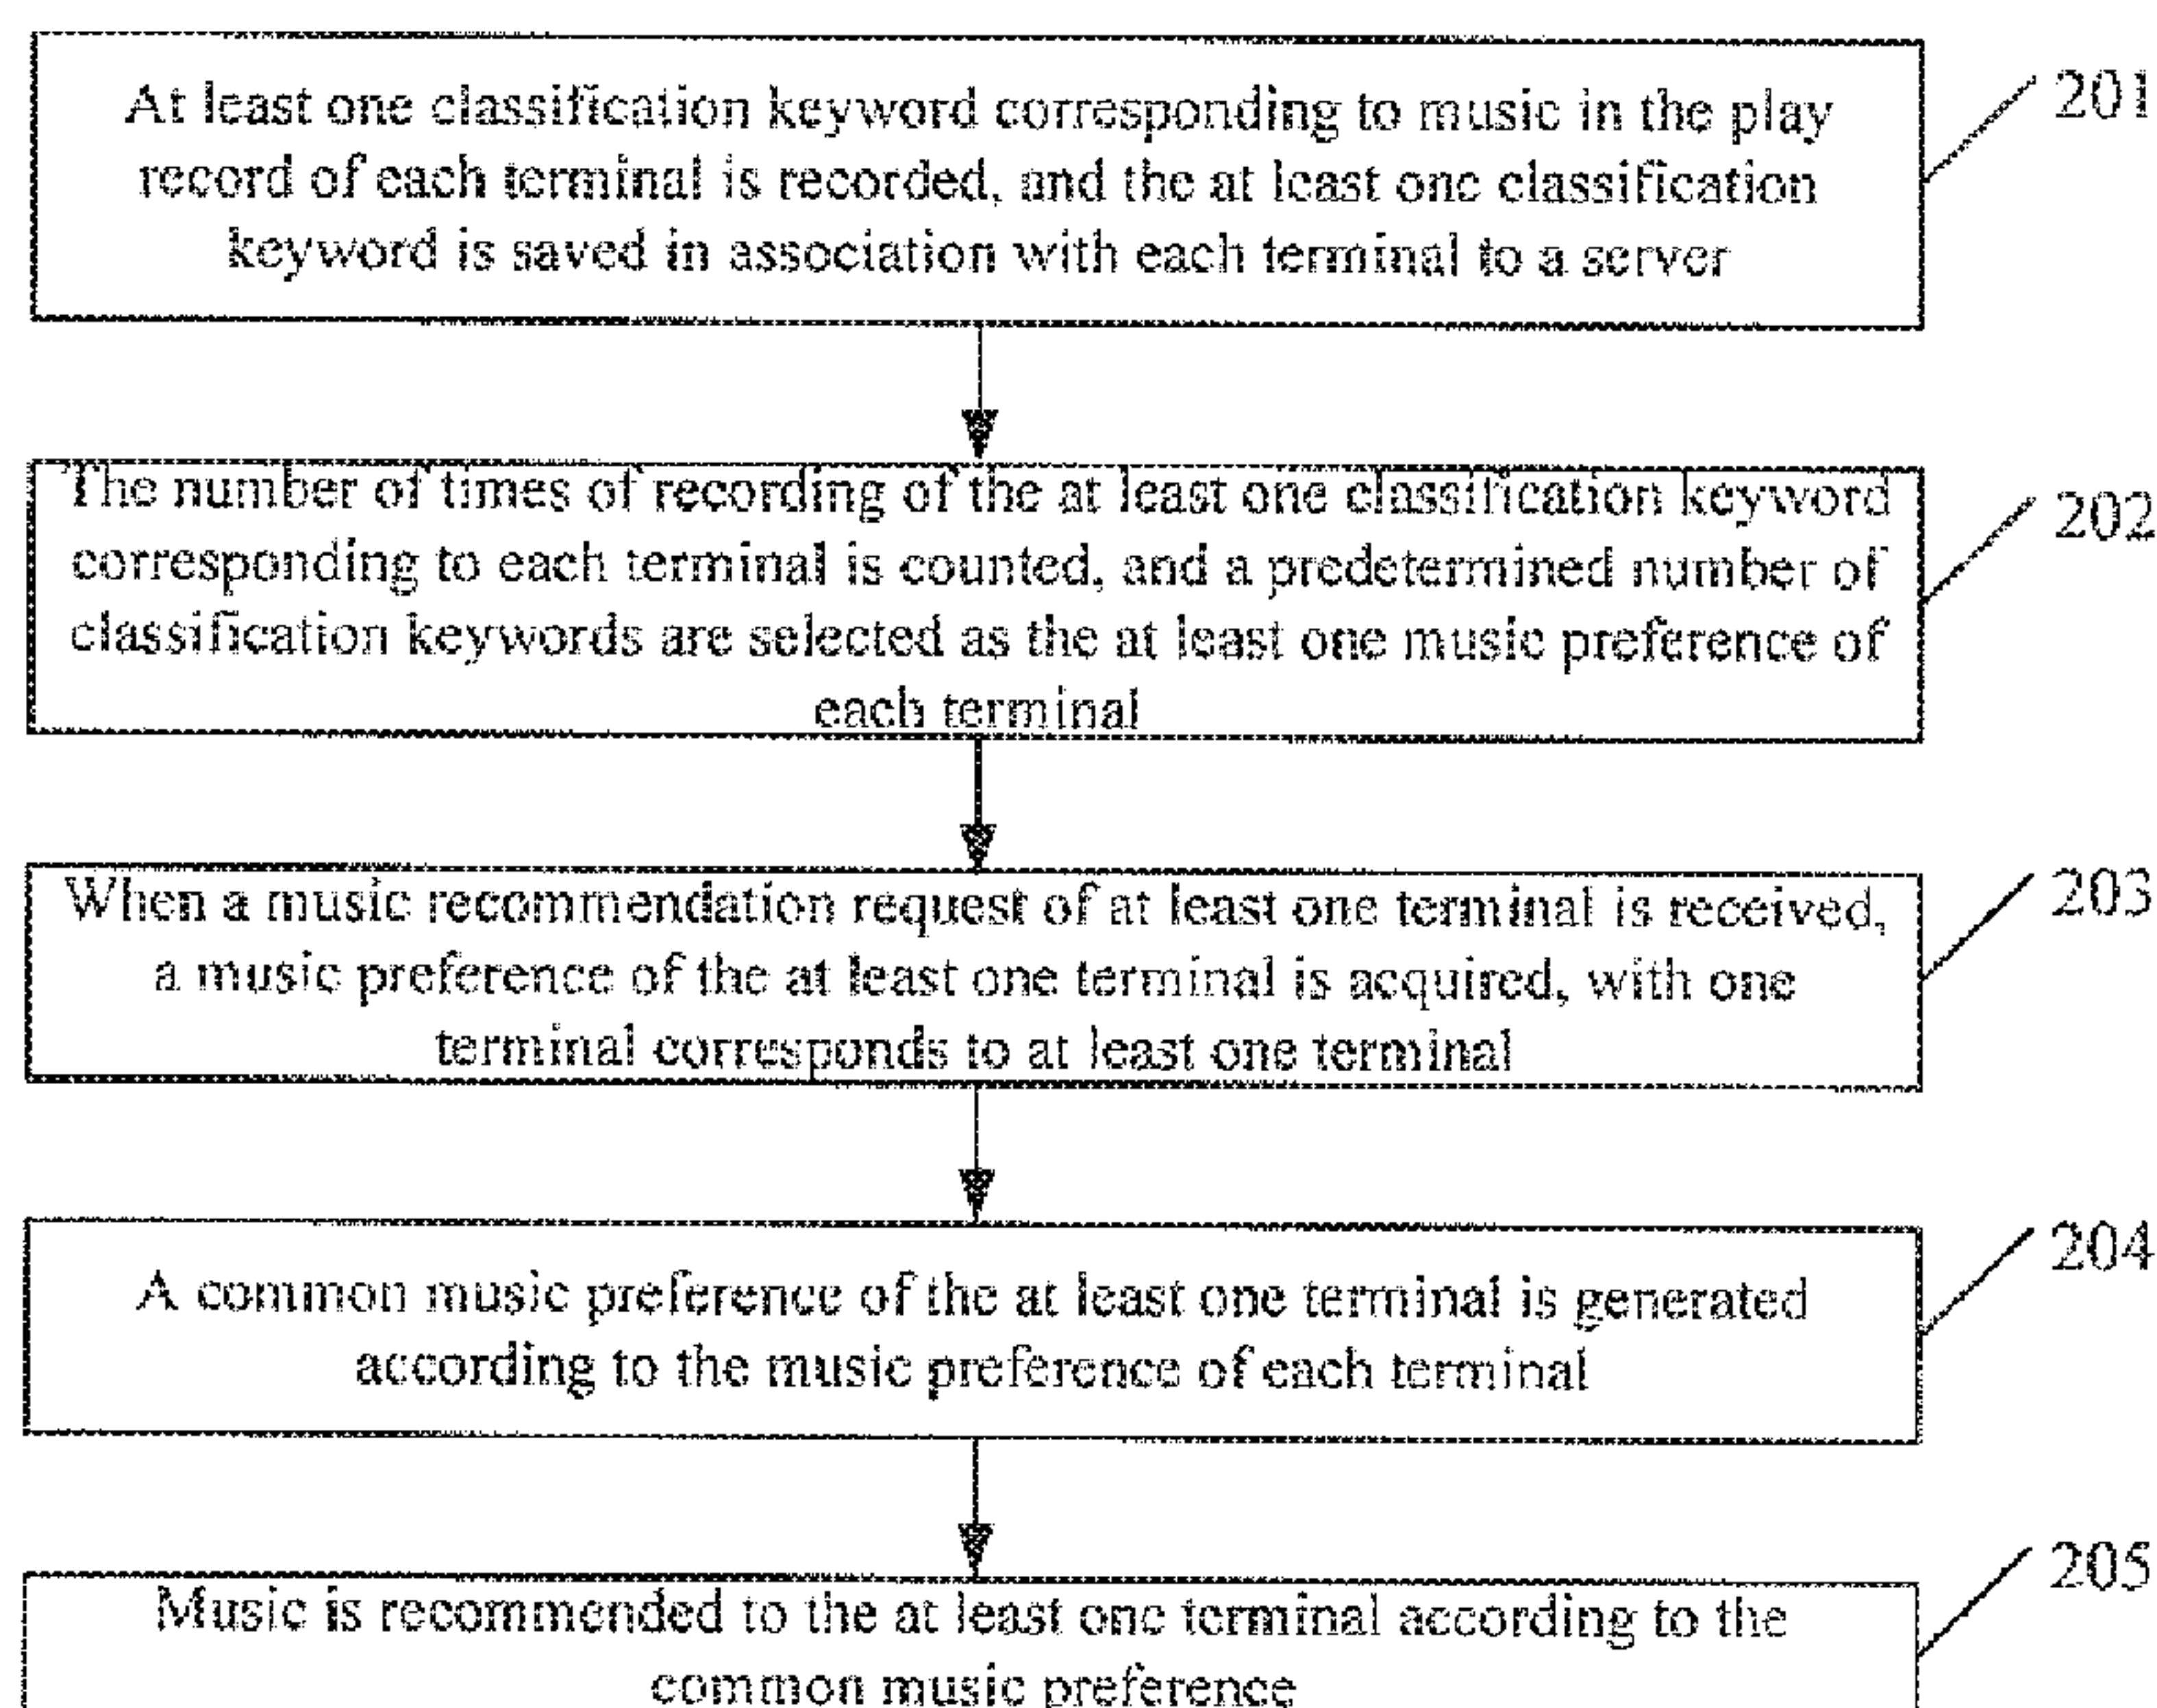 At least one classification keyword corresponding to music in the play
record of each terminal is recorded, and the at least one classification
keyword is saved in association with each terminal to a server
201
The number of times of recording of the at least one classification keyword
corresponding to each terminal is counted, and a predetermined number of
classification keywords are selected as the at least one music preference of
each terminal
202
When a music recommendation request of at least one terminal is received,
a music preference of the at least one terminal is acquired, with one
terminal corresponds to at least one terminal
203
A common music preference of the at least one terminal is generated
according to the music preference of each terminal
204
Music is recommended to the at least one terminal according to the
common music preference
205